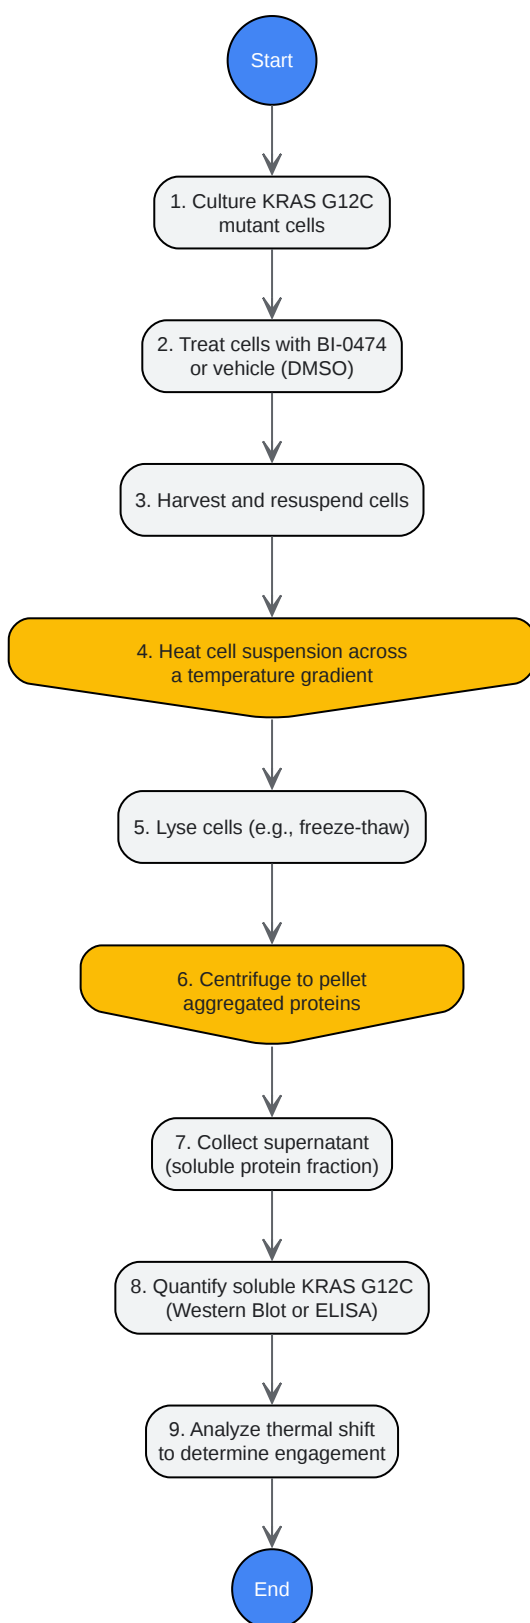 Start
1. Culture KRAS G12C
mutant cells
2. Treat cells with BI-0474
or vehicle (DMSO)
3. Harvest and resuspend cells
4. Heat cell suspension across
a temperature gradient
5. Lyse cells (e.g., freeze-thaw)
6. Centrifuge to pellet
aggregated proteins
7. Collect supernatant
(soluble protein fraction)
8. Quantify soluble KRAS G12C
(Western Blot or ELISA)
9. Analyze thermal shift
to determine engagement
End